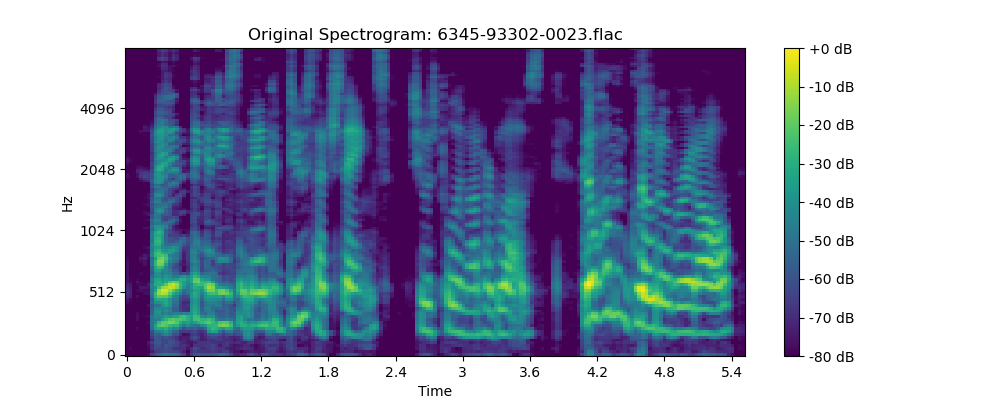 Original Spectrogram: 6345-93302-0023.flac
Hz
4096
2048
1024
512
0
0 0.6 1.2 1.8 2.4 3 3.6 4.2 4.8 5.4
Time
+0 dB
-10 dB
-20 dB
-30 dB
-40 dB
-50 dB
-60 dB
-70 dB
-80 dB